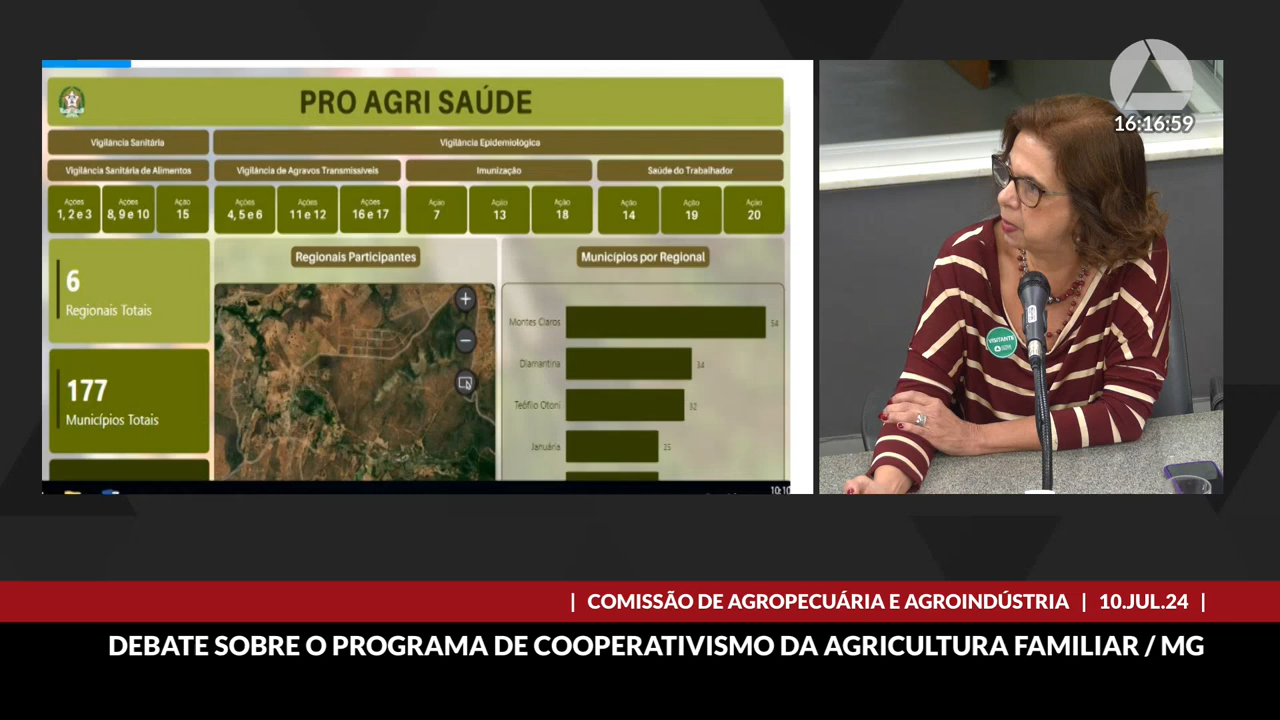 PRO AGRI SAÚDE
Vigilância Sanitária
Vigilância Epidemiológica
Vigilância Sanitária de Alimentos
Vigilância de Agravos Transmissíveis
Imunização
Saúde do Trabalhador
Ações
1, 2 e 3
Ações
8, 9 e 10
Ação
15
Ações
4, 5 e 6
Ações
11 e 12
Ações
16 e 17
Ação
7
Ação
13
Ação
18
Ação
14
Ação
19
Ação
20
6
Regionais Totais
177
Municípios Totais
Regionais Participantes
Municípios por Regional
Montes Claros 54
Diamantina 34
Teófilo Otoni 32
Januária 25
16:16:59
VISITANTE
| COMISSÃO DE AGROPECUÁRIA E AGROINDÚSTRIA | 10.JUL.24 |
DEBATE SOBRE O PROGRAMA DE COOPERATIVISMO DA AGRICULTURA FAMILIAR / MG